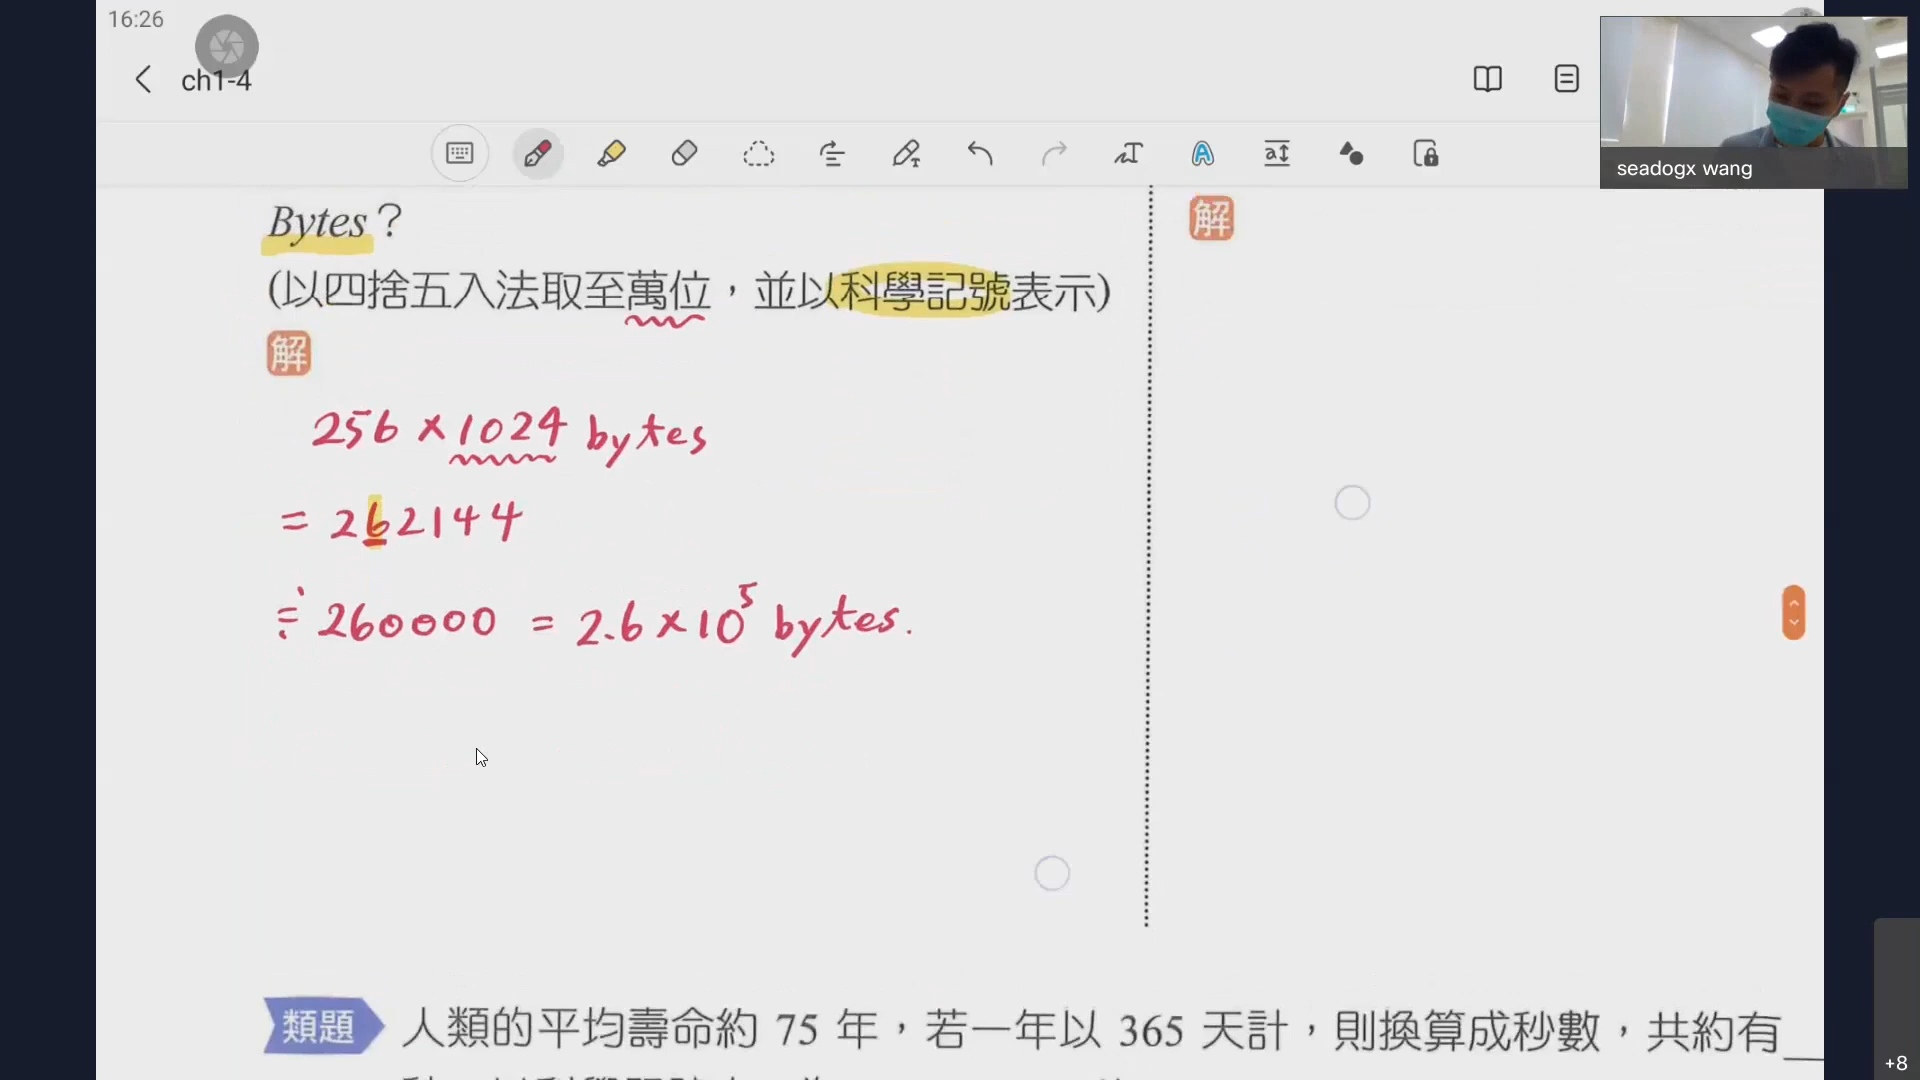 16:26
ch1-4
seadogx wang
Bytes？
解
(以四捨五入法取至萬位，並以科學記號表示)
解
256 × 1024 bytes
= 262144
≒ 260000 = 2.6 × 10⁵ bytes.
類題 人類的平均壽命約 75 年，若一年以 365 天計，則換算成秒數，共約有__
+8